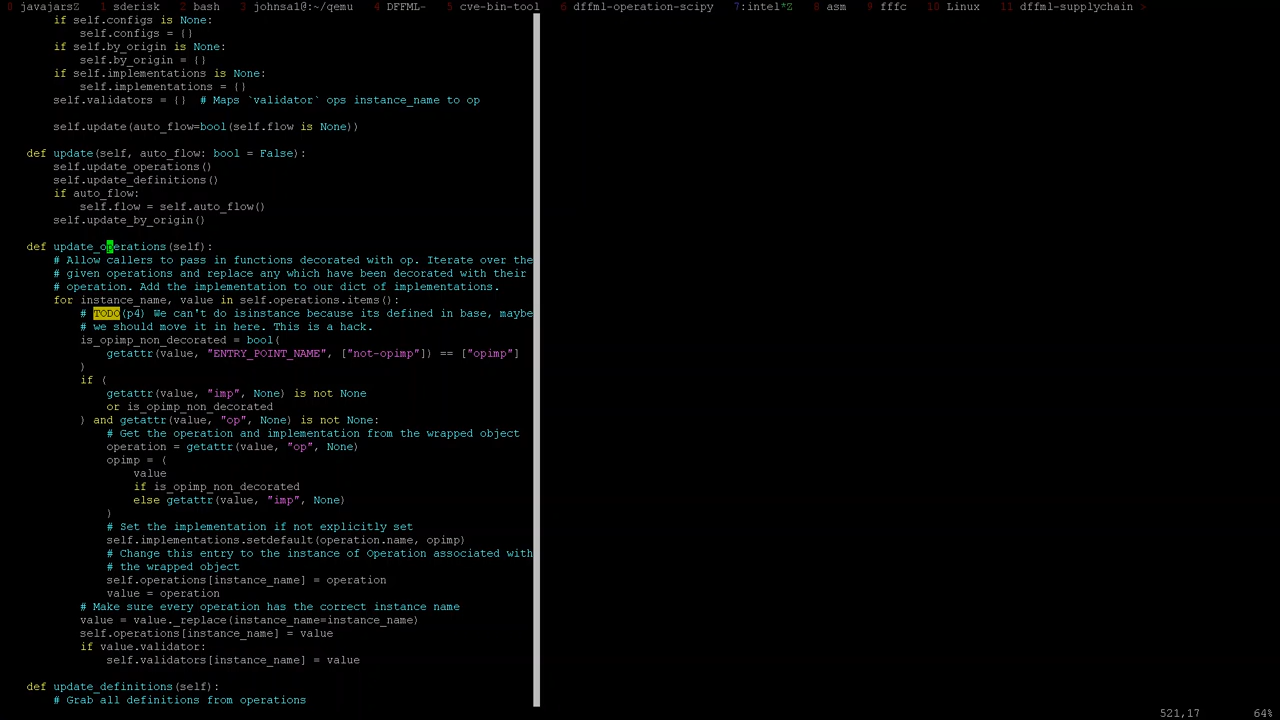 0 javajarsZ 1 sderisk 2 bash 3 johnsa1@:~/qemu 4 DFFML- 5 cve-bin-tool 6 dffml-operation-scipy 7:intel*Z 8 asm 9 fffc 10 Linux 11 dffml-supplychain >
if self.configs is None:
self.configs = {}
if self.by_origin is None:
self.by_origin = {}
if self.implementations is None:
self.implementations = {}
self.validators = {}  # Maps `validator` ops instance_name to op
self.update(auto_flow=bool(self.flow is None))
def update(self, auto_flow: bool = False):
self.update_operations()
self.update_definitions()
if auto_flow:
self.flow = self.auto_flow()
self.update_by_origin()
def update_operations(self):
# Allow callers to pass in functions decorated with op. Iterate over the
# given operations and replace any which have been decorated with their
# operation. Add the implementation to our dict of implementations.
for instance_name, value in self.operations.items():
# TODO(p4) We can't do isinstance because its defined in base, maybe
# we should move it in here. This is a hack.
is_opimp_non_decorated = bool(
getattr(value, "ENTRY_POINT_NAME", ["not-opimp"]) == ["opimp"]
)
if (
getattr(value, "imp", None) is not None
or is_opimp_non_decorated
) and getattr(value, "op", None) is not None:
# Get the operation and implementation from the wrapped object
operation = getattr(value, "op", None)
opimp = (
value
if is_opimp_non_decorated
else getattr(value, "imp", None)
)
# Set the implementation if not explicitly set
self.implementations.setdefault(operation.name, opimp)
# Change this entry to the instance of Operation associated with
# the wrapped object
self.operations[instance_name] = operation
value = operation
# Make sure every operation has the correct instance name
value = value._replace(instance_name=instance_name)
self.operations[instance_name] = value
if value.validator:
self.validators[instance_name] = value
def update_definitions(self):
# Grab all definitions from operations
521,17 64%